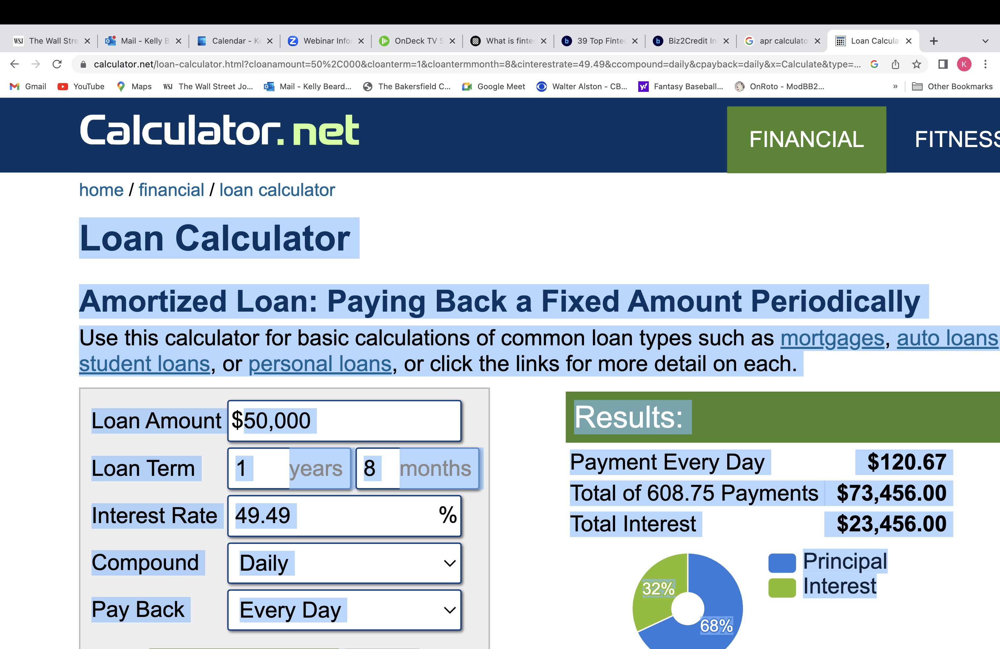 WSJ The Wall Stre Mail - Kelly B Calendar - Ke Webinar Infor OnDeck TV S What is finte 39 Top Finte Biz2Credit In apr calculato Loan Calcula
calculator.net/loan-calculator.html?cloanamount=50%2C000&cloanterm=1&cloantermmonth=8&cinterestrate=49.49&ccompound=daily&cpayback=daily&x=Calculate&type=... K
Gmail YouTube Maps WSJ The Wall Street Jo... Mail - Kelly Beard... The Bakersfield C... Google Meet Walter Alston - CB... Fantasy Baseball... OnRoto - ModBB2... » Other Bookmarks
Calculator.net
FINANCIAL FITNESS
home / financial / loan calculator
Loan Calculator
Amortized Loan: Paying Back a Fixed Amount Periodically
Use this calculator for basic calculations of common loan types such as mortgages, auto loans
student loans, or personal loans, or click the links for more detail on each.
Loan Amount $50,000
Loan Term 1 years 8 months
Interest Rate 49.49 %
Compound Daily
Pay Back Every Day
Results:
Payment Every Day $120.67
Total of 608.75 Payments $73,456.00
Total Interest $23,456.00
32%
68%
Principal
Interest